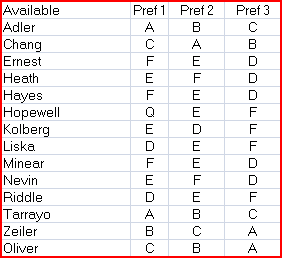 Available Pref 1 Pref 2 Pref 3
Adler A B C
Chang C A B
Ernest F E D
Heath E F D
Hayes F E D
Hopewell Q E F
Kolberg E D F
Liska D E F
Minear F E D
Nevin E F D
Riddle D E F
Tarrayo A B C
Zeiler B C A
Oliver C B A